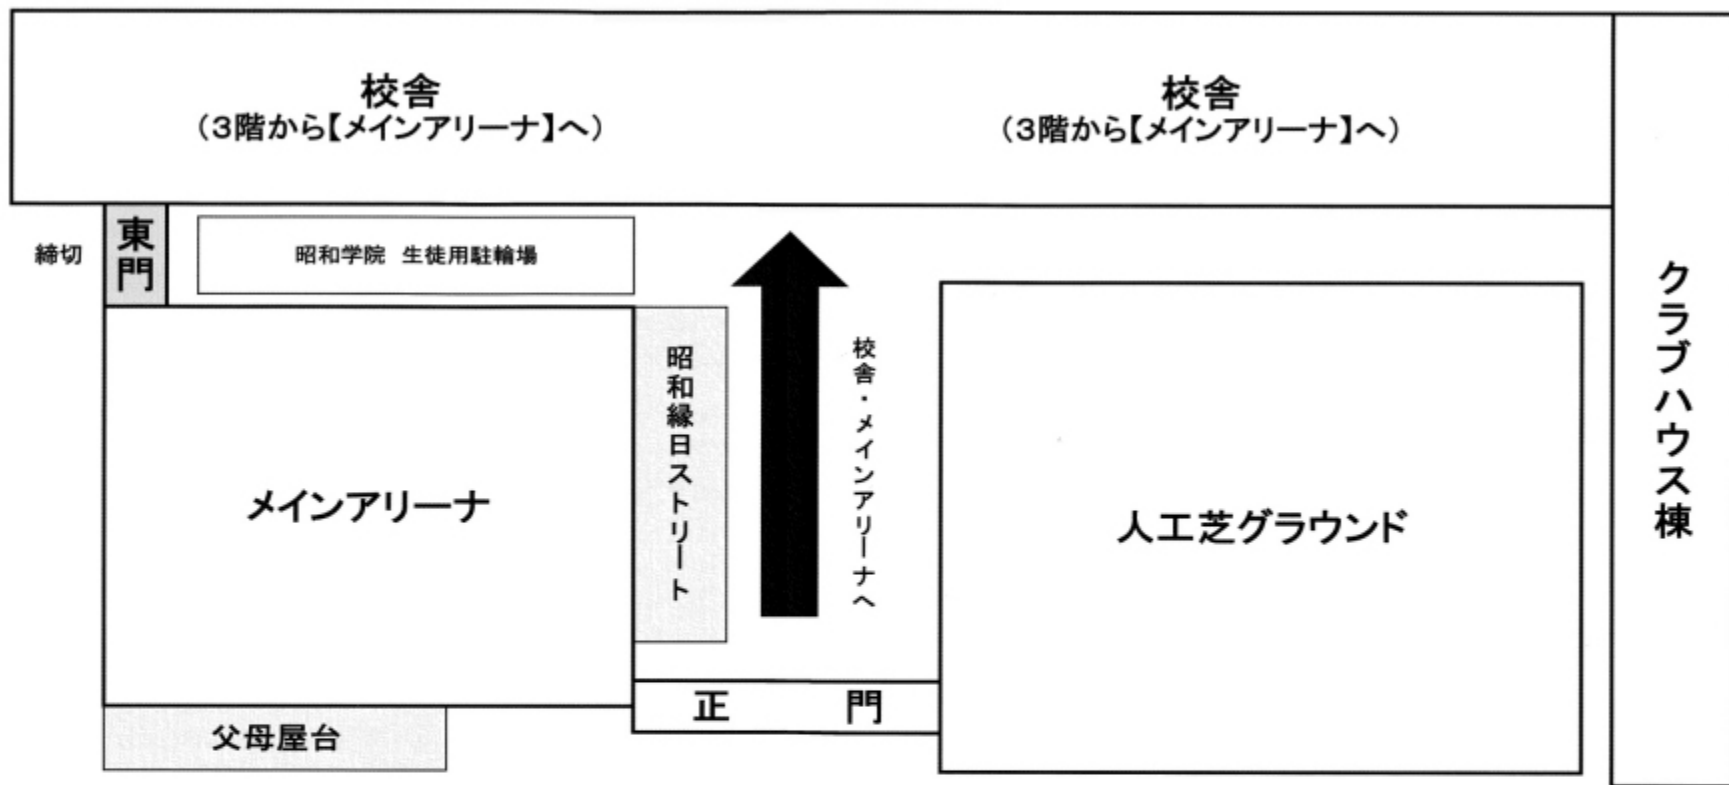 校舎
（3階から【メインアリーナ】へ）
校舎
（3階から【メインアリーナ】へ）
締切
東門
昭和学院　生徒用駐輪場
メインアリーナ
昭和縁日ストリート
校舎・メインアリーナへ
人工芝グラウンド
クラブハウス棟
正　門
父母屋台